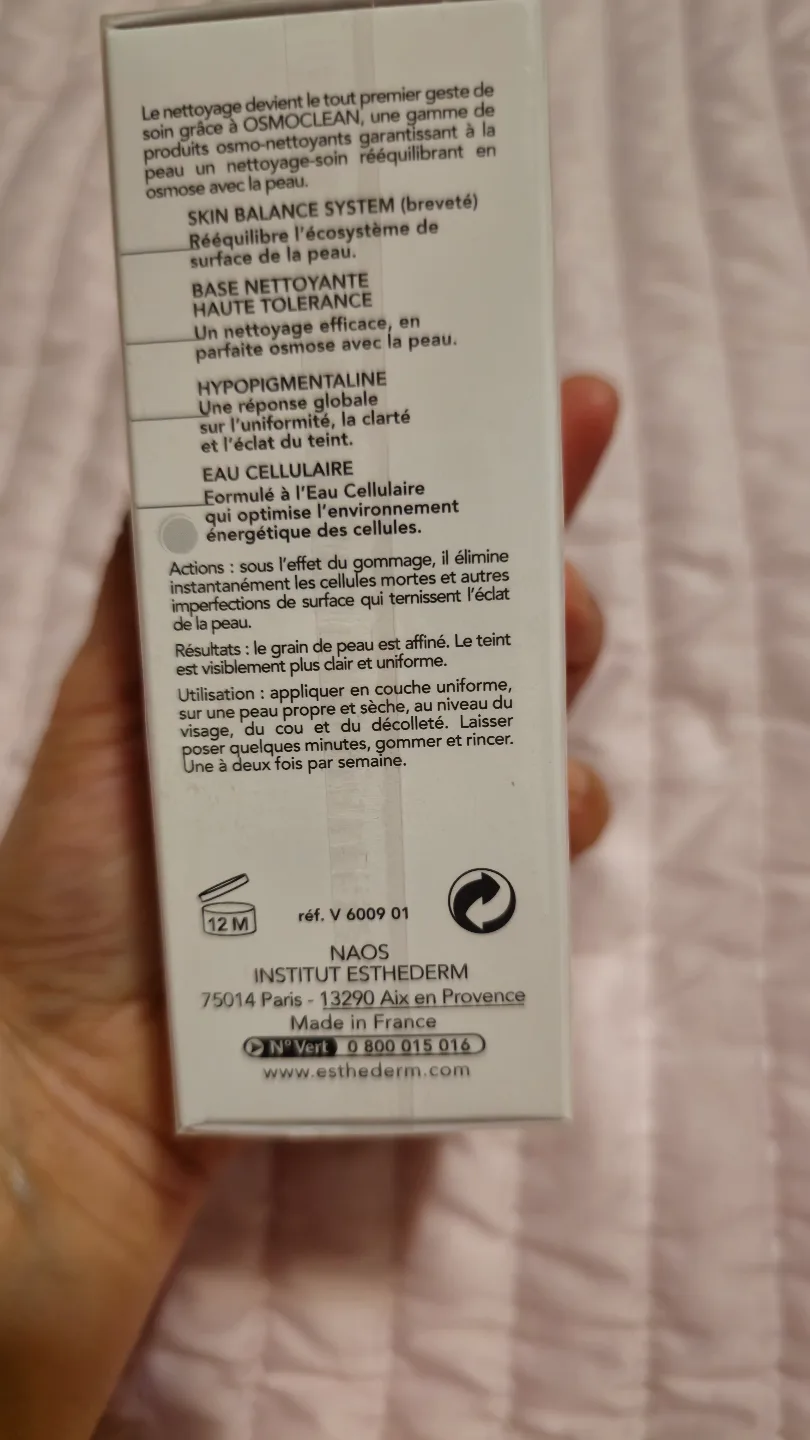 Le nettoyage devient le tout premier geste de
soin grâce à OSMOCLEAN, une gamme de
produits osmo-nettoyants garantissant à la
peau un nettoyage-soin rééquilibrant en
osmose avec la peau.
SKIN BALANCE SYSTEM (breveté)
Rééquilibre l'écosystème de
surface de la peau.
BASE NETTOYANTE
HAUTE TOLERANCE
Un nettoyage efficace, en
parfaite osmose avec la peau.
HYPOPIGMENTALINE
Une réponse globale
sur l'uniformité, la clarté
et l'éclat du teint.
EAU CELLULAIRE
Formulé à l'Eau Cellulaire
qui optimise l'environnement
énergétique des cellules.
Actions : sous l'effet du gommage, il élimine
instantanément les cellules mortes et autres
imperfections de surface qui ternissent l'éclat
de la peau.
Résultats : le grain de peau est affiné. Le teint
est visiblement plus clair et uniforme.
Utilisation : appliquer en couche uniforme,
sur une peau propre et sèche, au niveau du
visage, du cou et du décolleté. Laisser
poser quelques minutes, gommer et rincer.
Une à deux fois par semaine.
12 M
réf. V 6009 01
NAOS
INSTITUT ESTHEDERM
75014 Paris - 13290 Aix en Provence
Made in France
N° Vert 0 800 015 016
www.esthederm.com